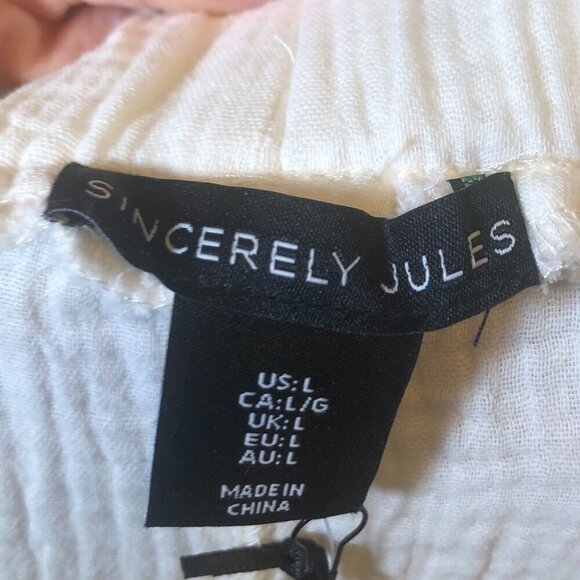 SINCERELY JULES
US:L
CA:L/G
UK:L
EU:L
AU:L
MADE IN
CHINA